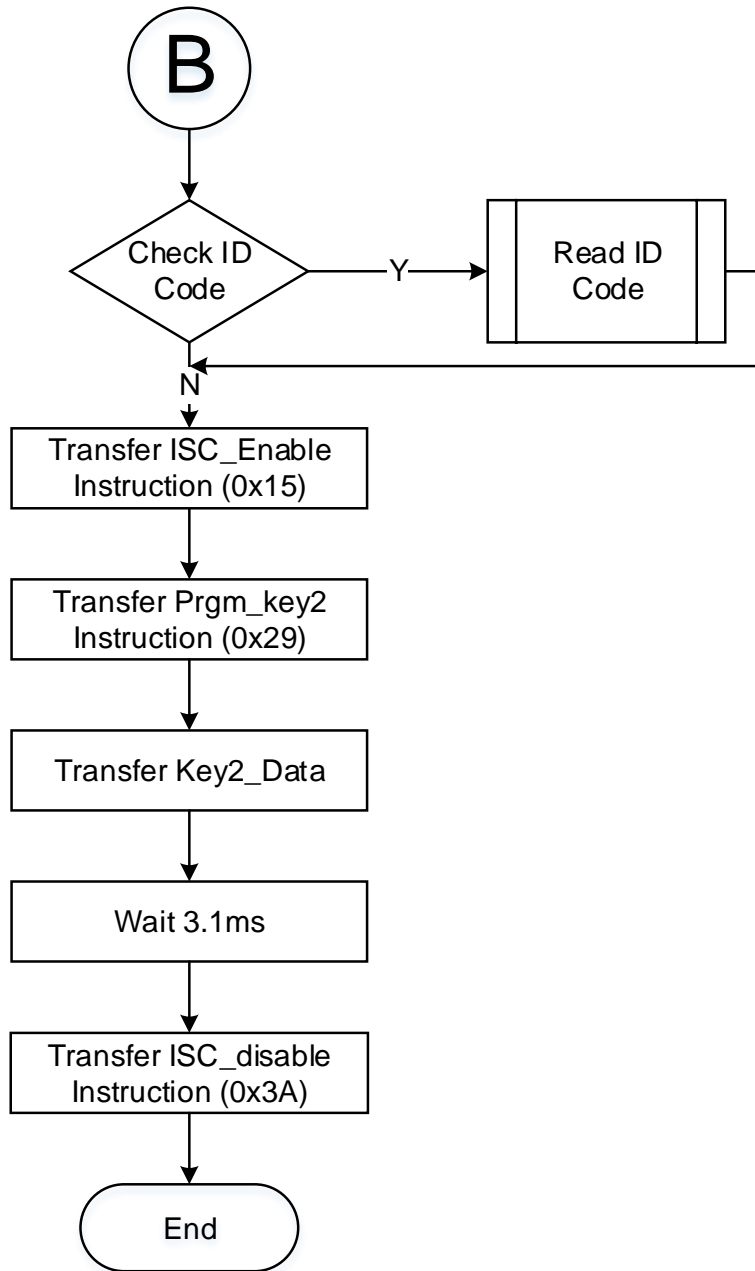 B
Check ID
Code
Y
Read ID
Code
N
Transfer ISC_Enable
Instruction (0x15)
Transfer Prgm_key2
Instruction (0x29)
Transfer Key2_Data
Wait 3.1ms
Transfer ISC_disable
Instruction (0x3A)
End